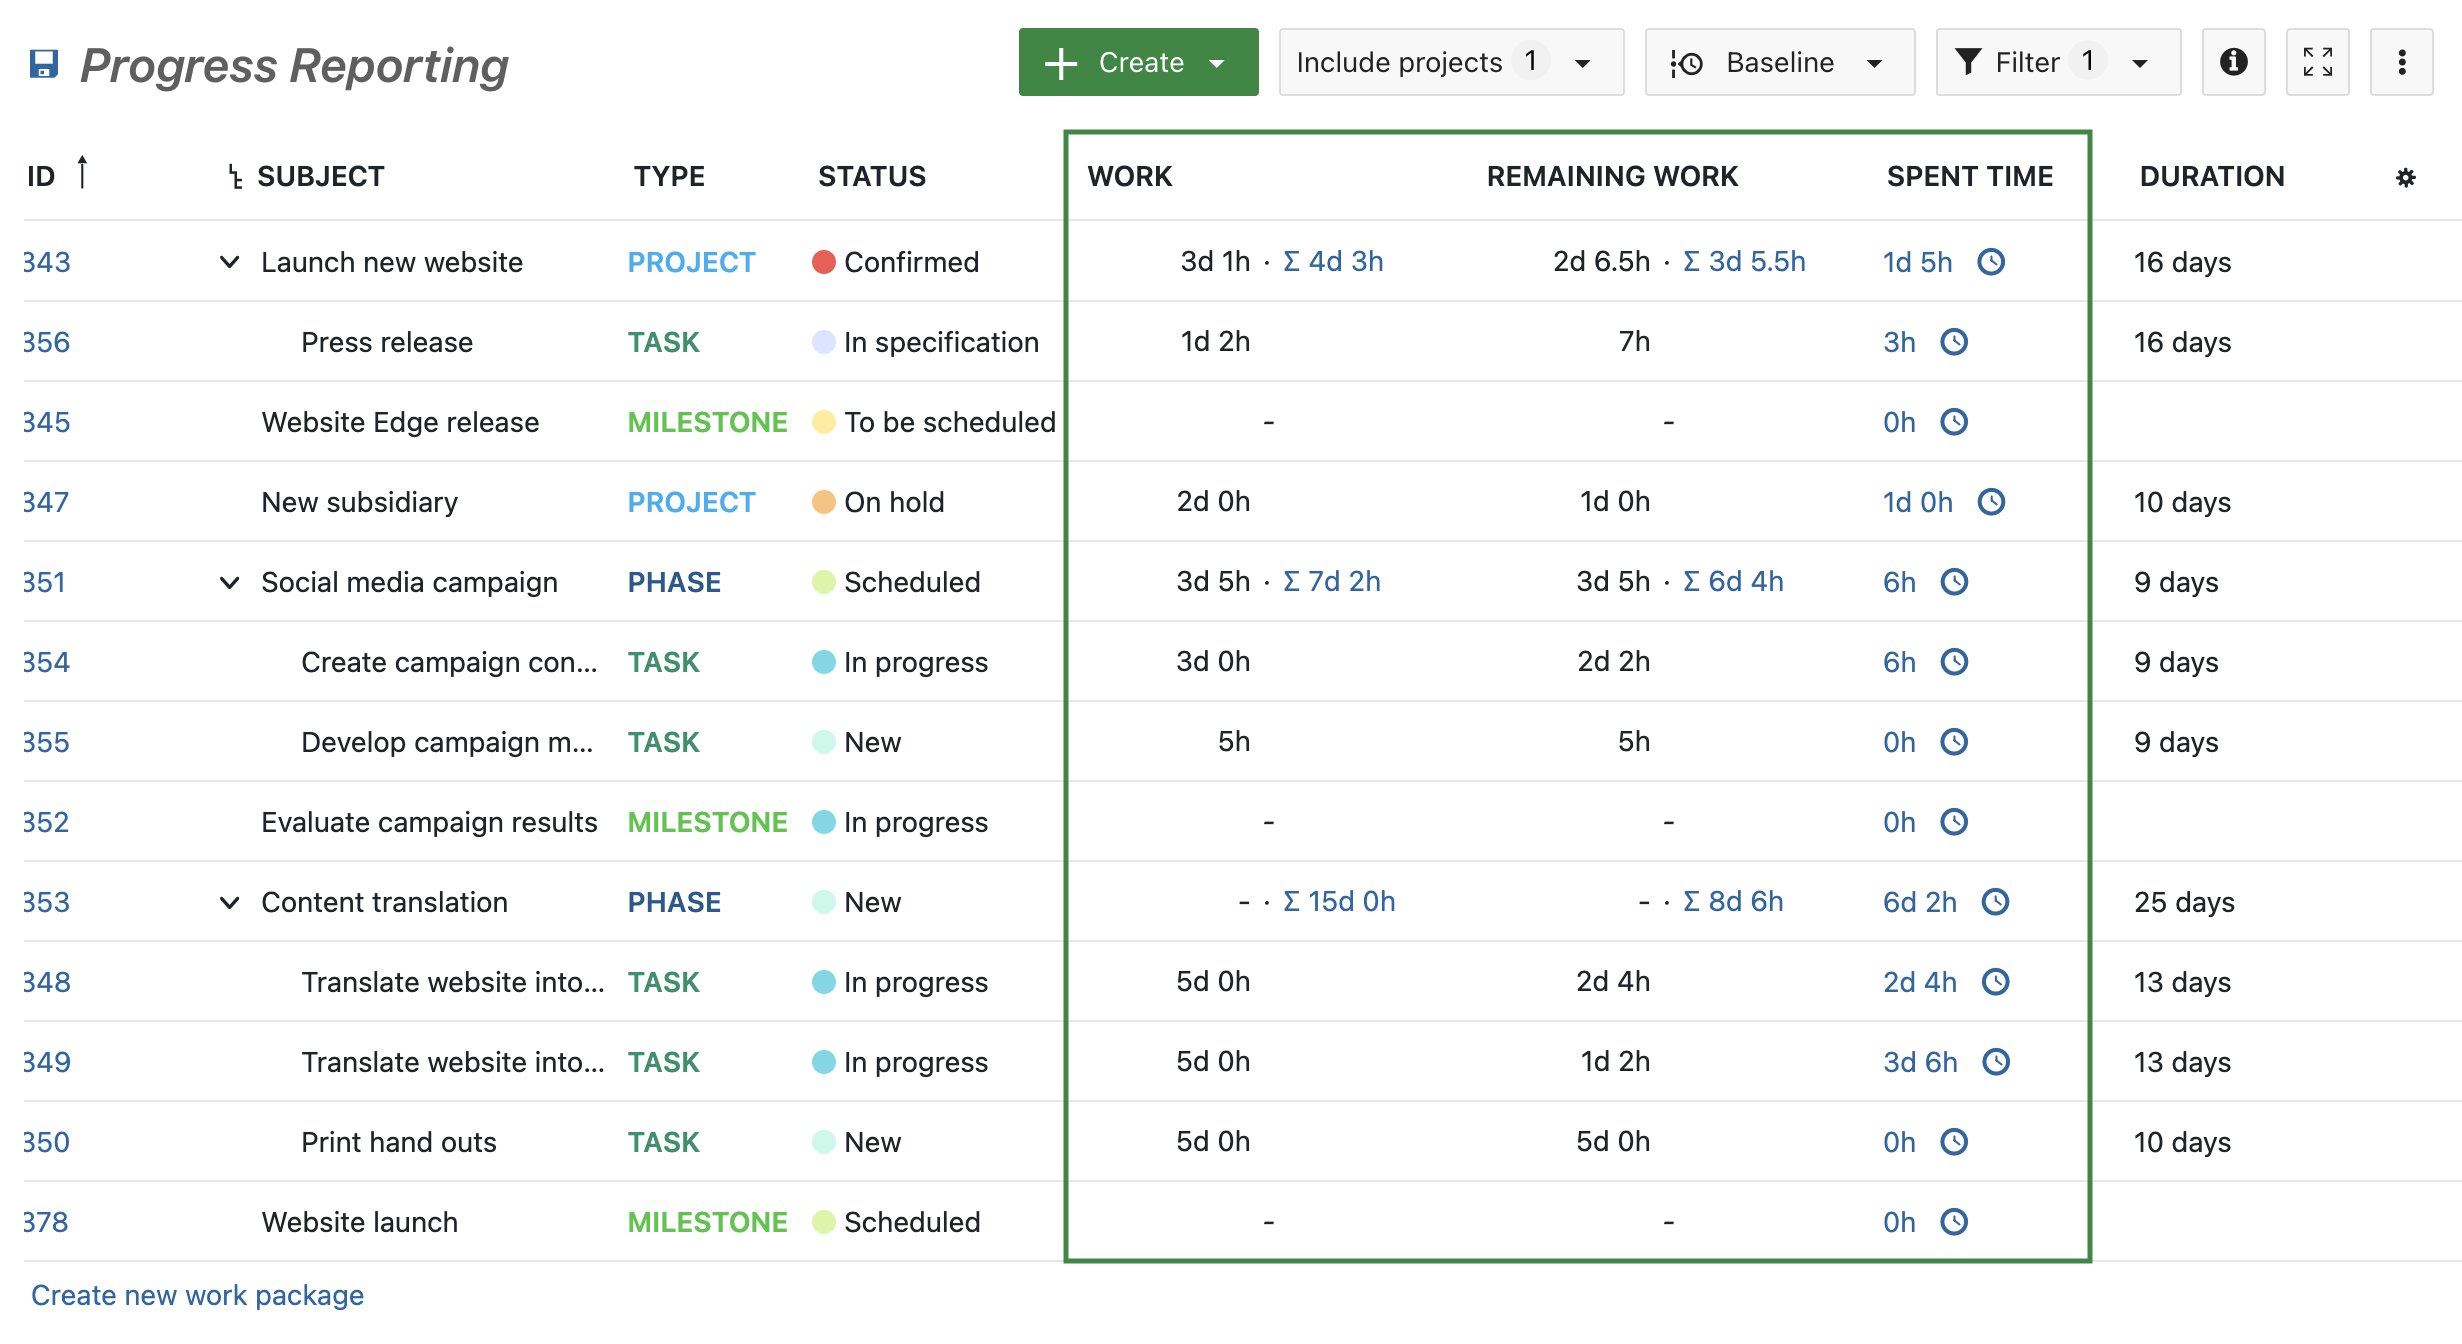 Progress Reporting
Create Include projects 1 Baseline Filter 1
ID SUBJECT TYPE STATUS WORK REMAINING WORK SPENT TIME DURATION
343 Launch new website PROJECT Confirmed 3d 1h · Σ 4d 3h 2d 6.5h · Σ 3d 5.5h 1d 5h 16 days
356 Press release TASK In specification 1d 2h 7h 3h 16 days
345 Website Edge release MILESTONE To be scheduled - - 0h
347 New subsidiary PROJECT On hold 2d 0h 1d 0h 1d 0h 10 days
351 Social media campaign PHASE Scheduled 3d 5h · Σ 7d 2h 3d 5h · Σ 6d 4h 6h 9 days
354 Create campaign con... TASK In progress 3d 0h 2d 2h 6h 9 days
355 Develop campaign m... TASK New 5h 5h 0h 9 days
352 Evaluate campaign results MILESTONE In progress - - 0h
353 Content translation PHASE New - · Σ 15d 0h - · Σ 8d 6h 6d 2h 25 days
348 Translate website into... TASK In progress 5d 0h 2d 4h 2d 4h 13 days
349 Translate website into... TASK In progress 5d 0h 1d 2h 3d 6h 13 days
350 Print hand outs TASK New 5d 0h 5d 0h 0h 10 days
378 Website launch MILESTONE Scheduled - - 0h
Create new work package